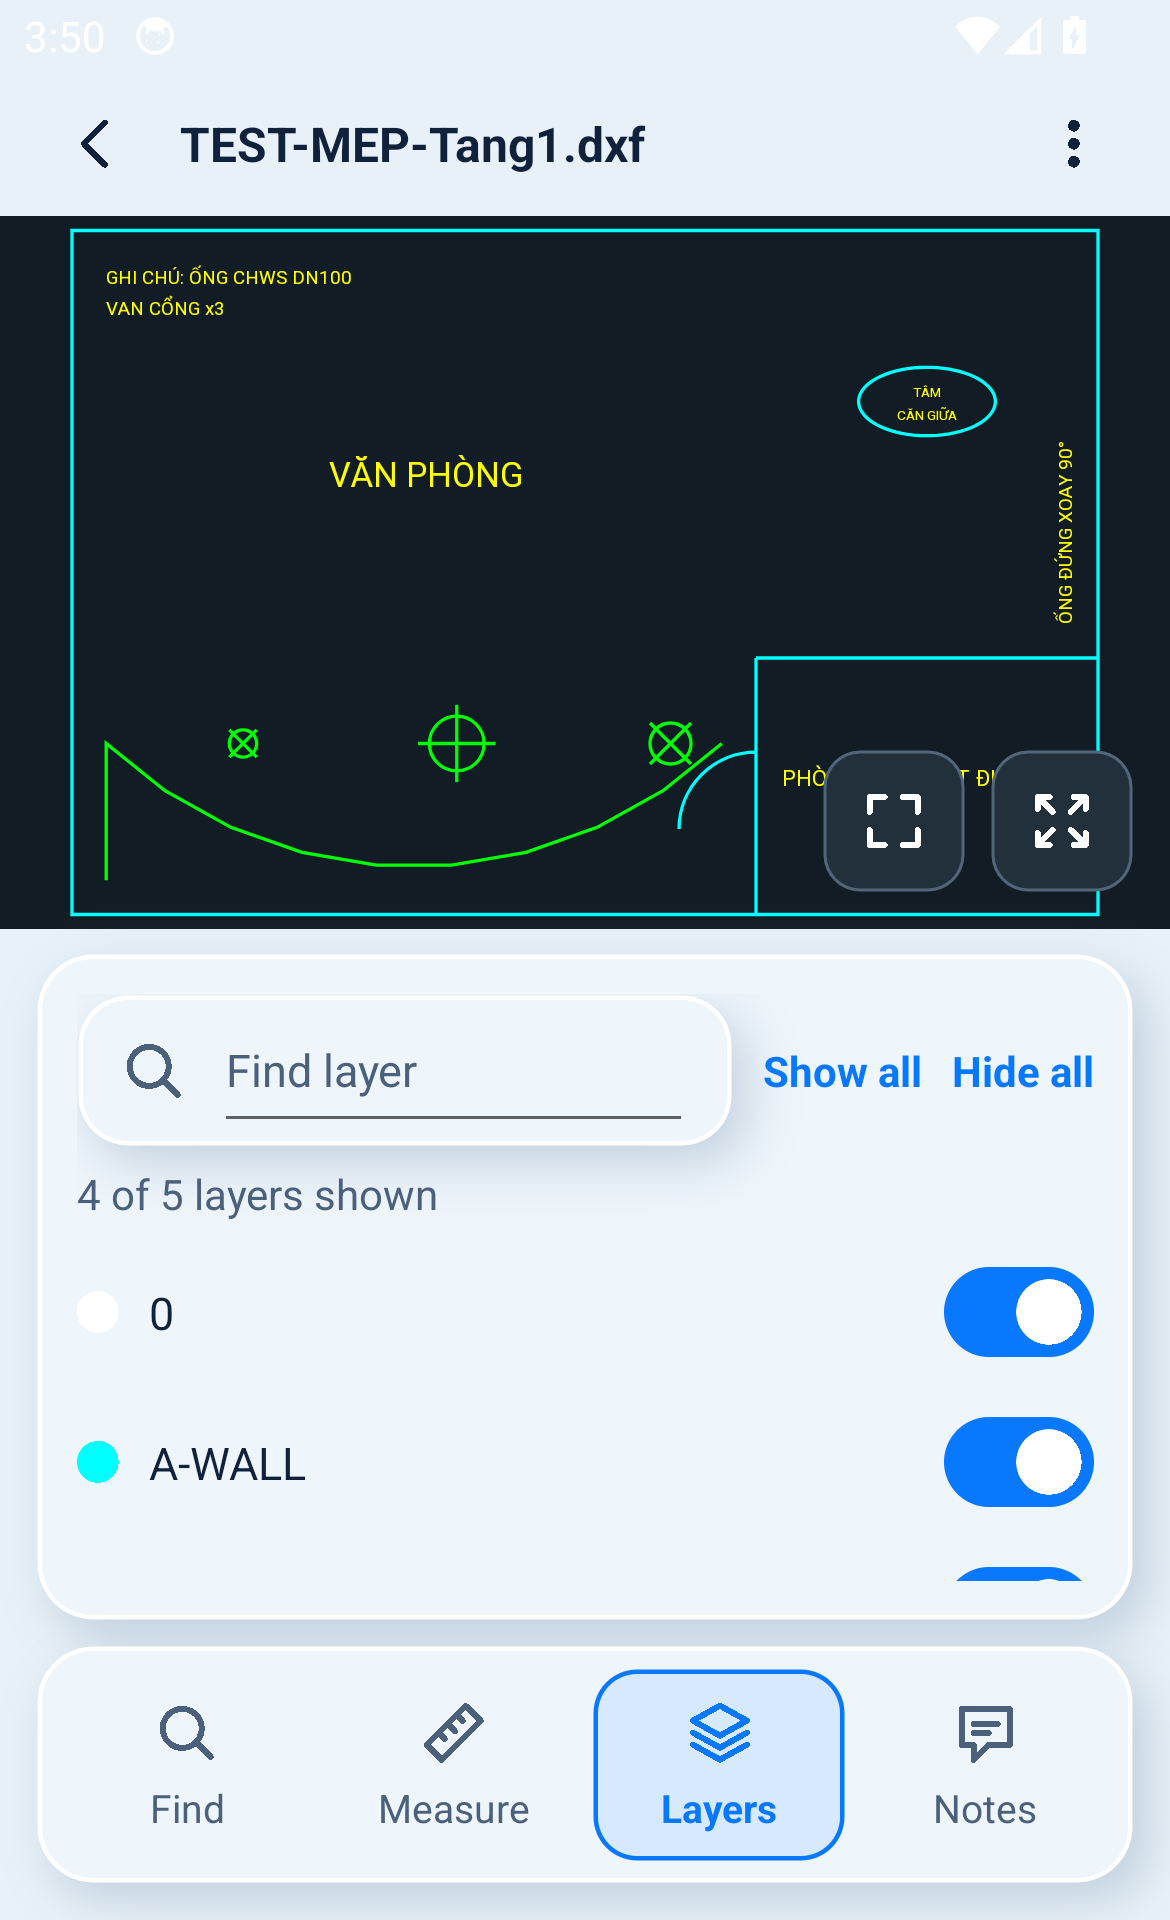 3:50
TEST-MEP-Tang1.dxf
GHI CHÚ: ỐNG CHWS DN100
VAN CỔNG x3
TÂM
CĂN GIỮA
VĂN PHÒNG
ỐNG ĐỨNG XOAY 90°
Find layer
Show all
Hide all
4 of 5 layers shown
0
A-WALL
Find
Measure
Layers
Notes